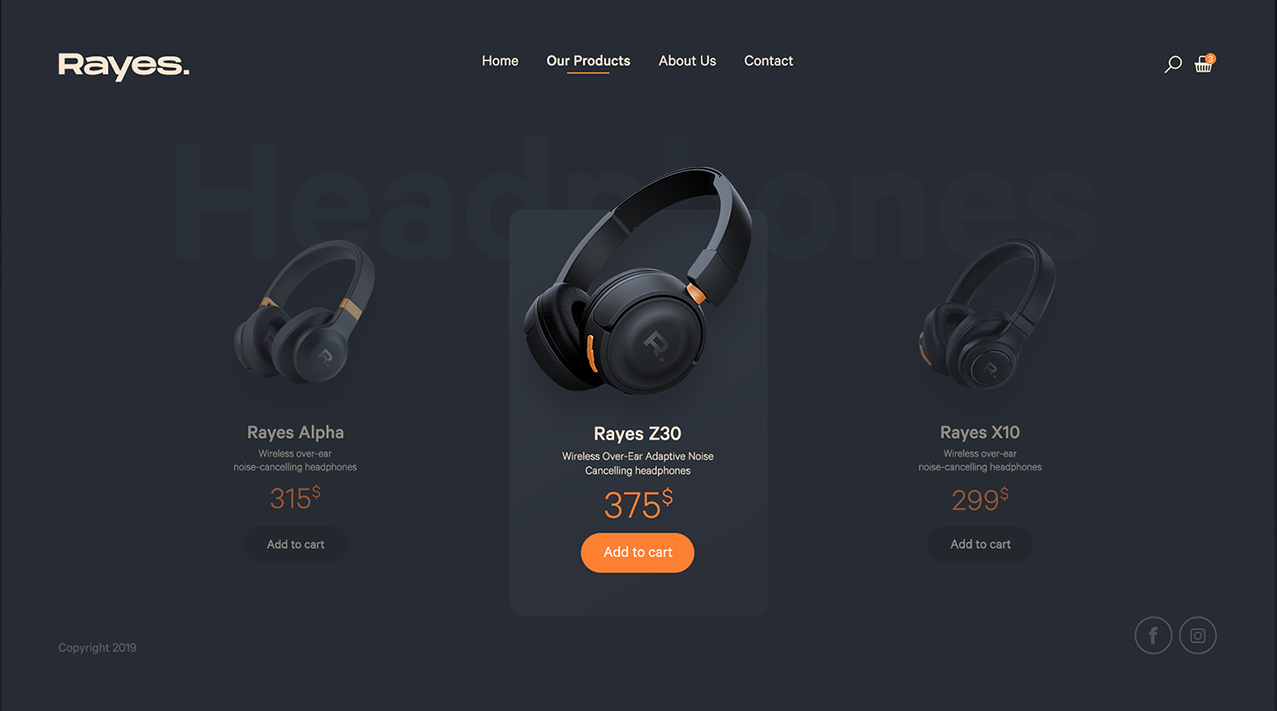 Rayes.
Home Our Products About Us Contact
3
Headphones
R.
R.
R.
Rayes Alpha
Wireless over-ear
noise-cancelling headphones
315$
Add to cart
Rayes Z30
Wireless Over-Ear Adaptive Noise
Cancelling headphones
375$
Add to cart
Rayes X10
Wireless over-ear
noise-cancelling headphones
299$
Add to cart
Copyright 2019
f